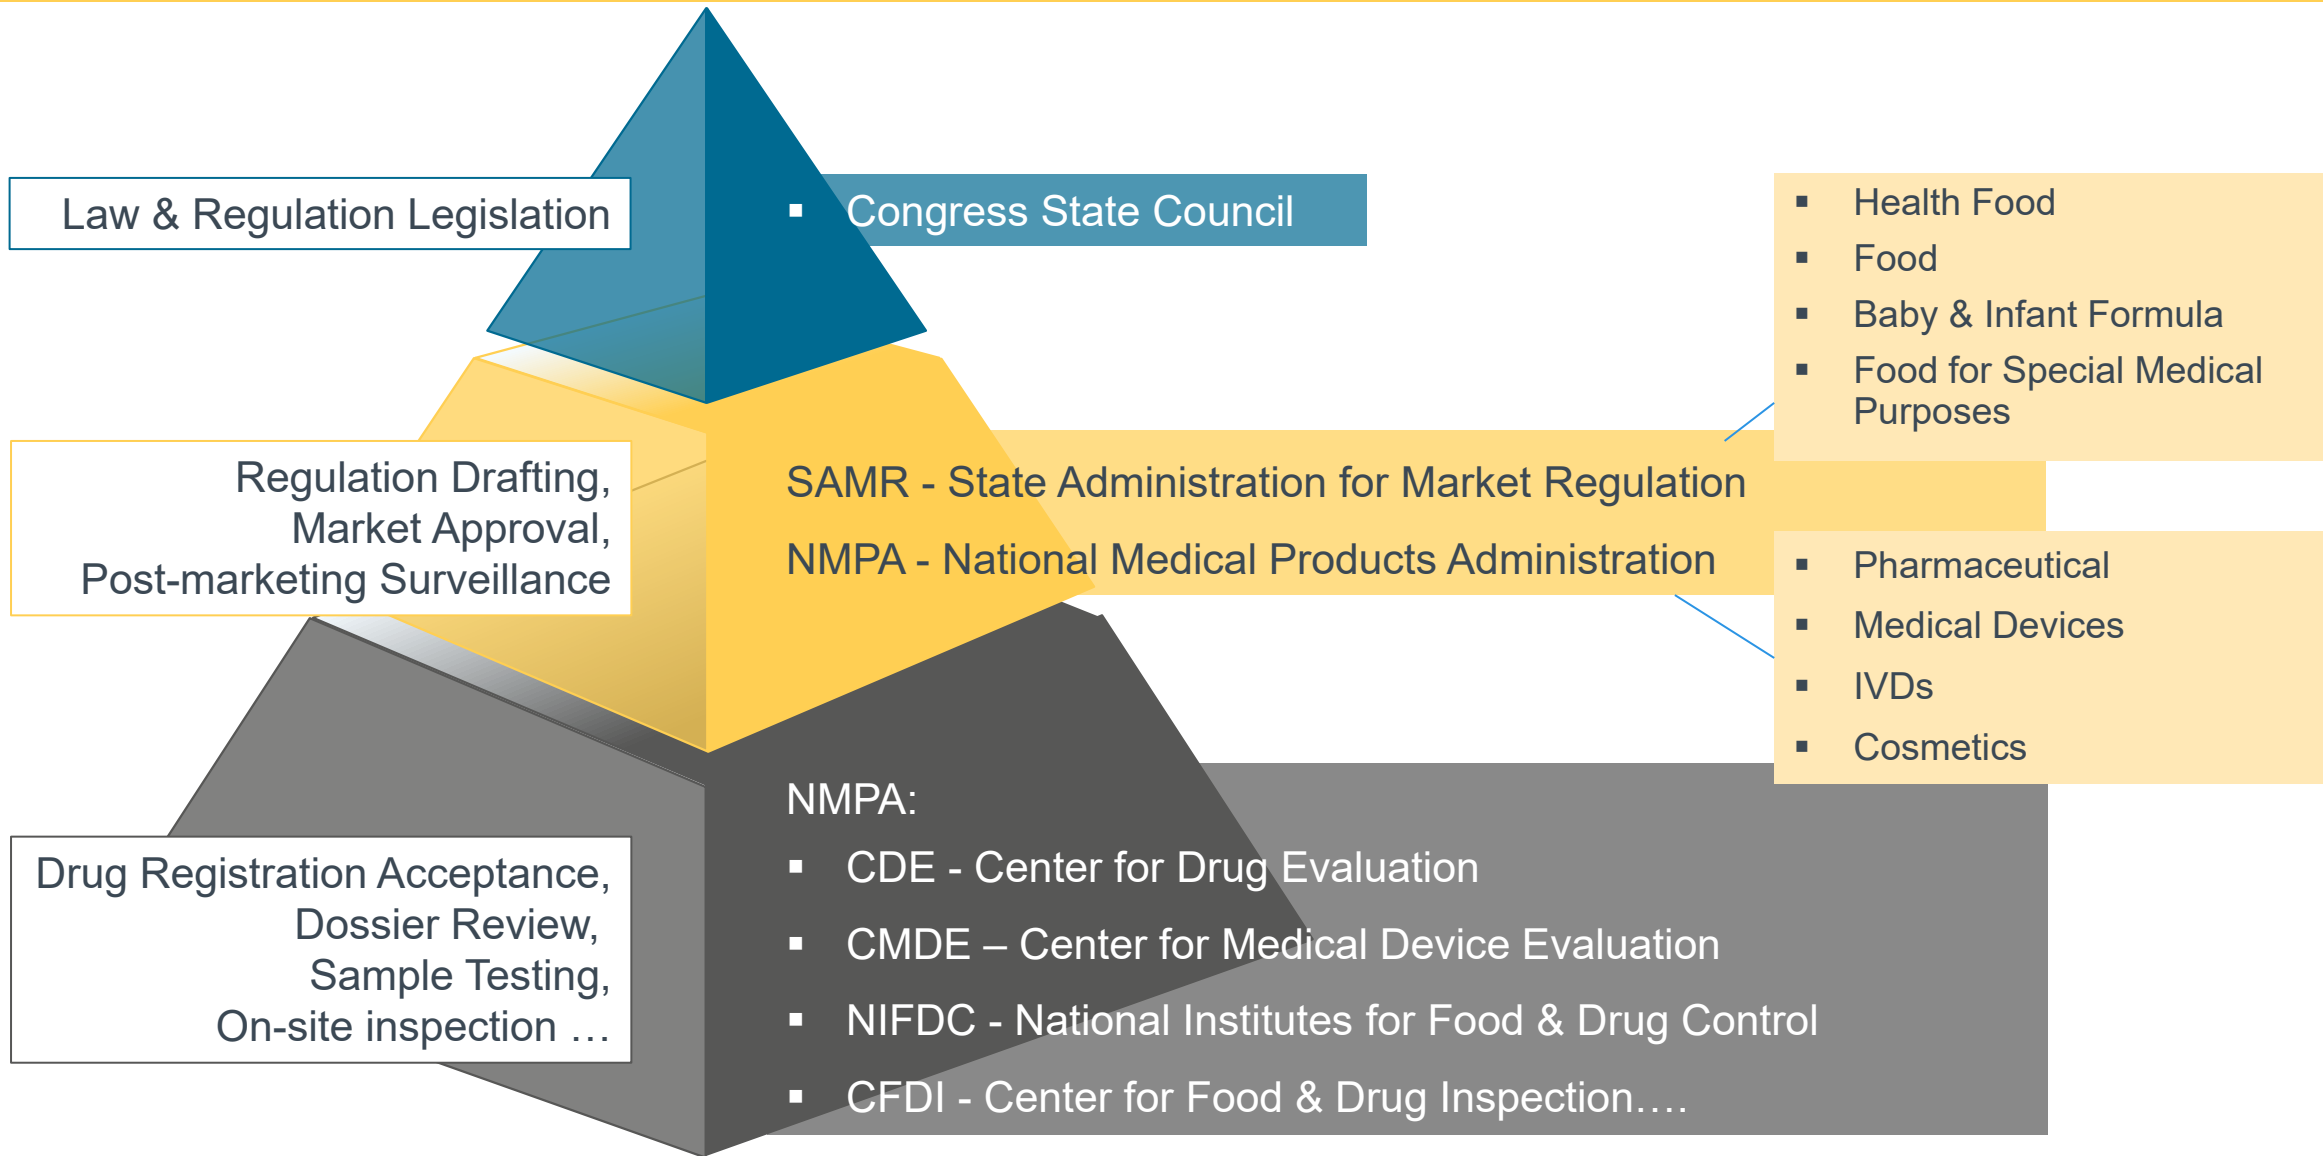 Law & Regulation Legislation
▪ Congress State Council
▪ Health Food
▪ Food
▪ Baby & Infant Formula
▪ Food for Special Medical
Purposes
Regulation Drafting,
Market Approval,
Post-marketing Surveillance
SAMR - State Administration for Market Regulation
NMPA - National Medical Products Administration
▪ Pharmaceutical
▪ Medical Devices
▪ IVDs
▪ Cosmetics
Drug Registration Acceptance,
Dossier Review,
Sample Testing,
On-site inspection …
NMPA:
▪ CDE - Center for Drug Evaluation
▪ CMDE – Center for Medical Device Evaluation
▪ NIFDC - National Institutes for Food & Drug Control
▪ CFDI - Center for Food & Drug Inspection….